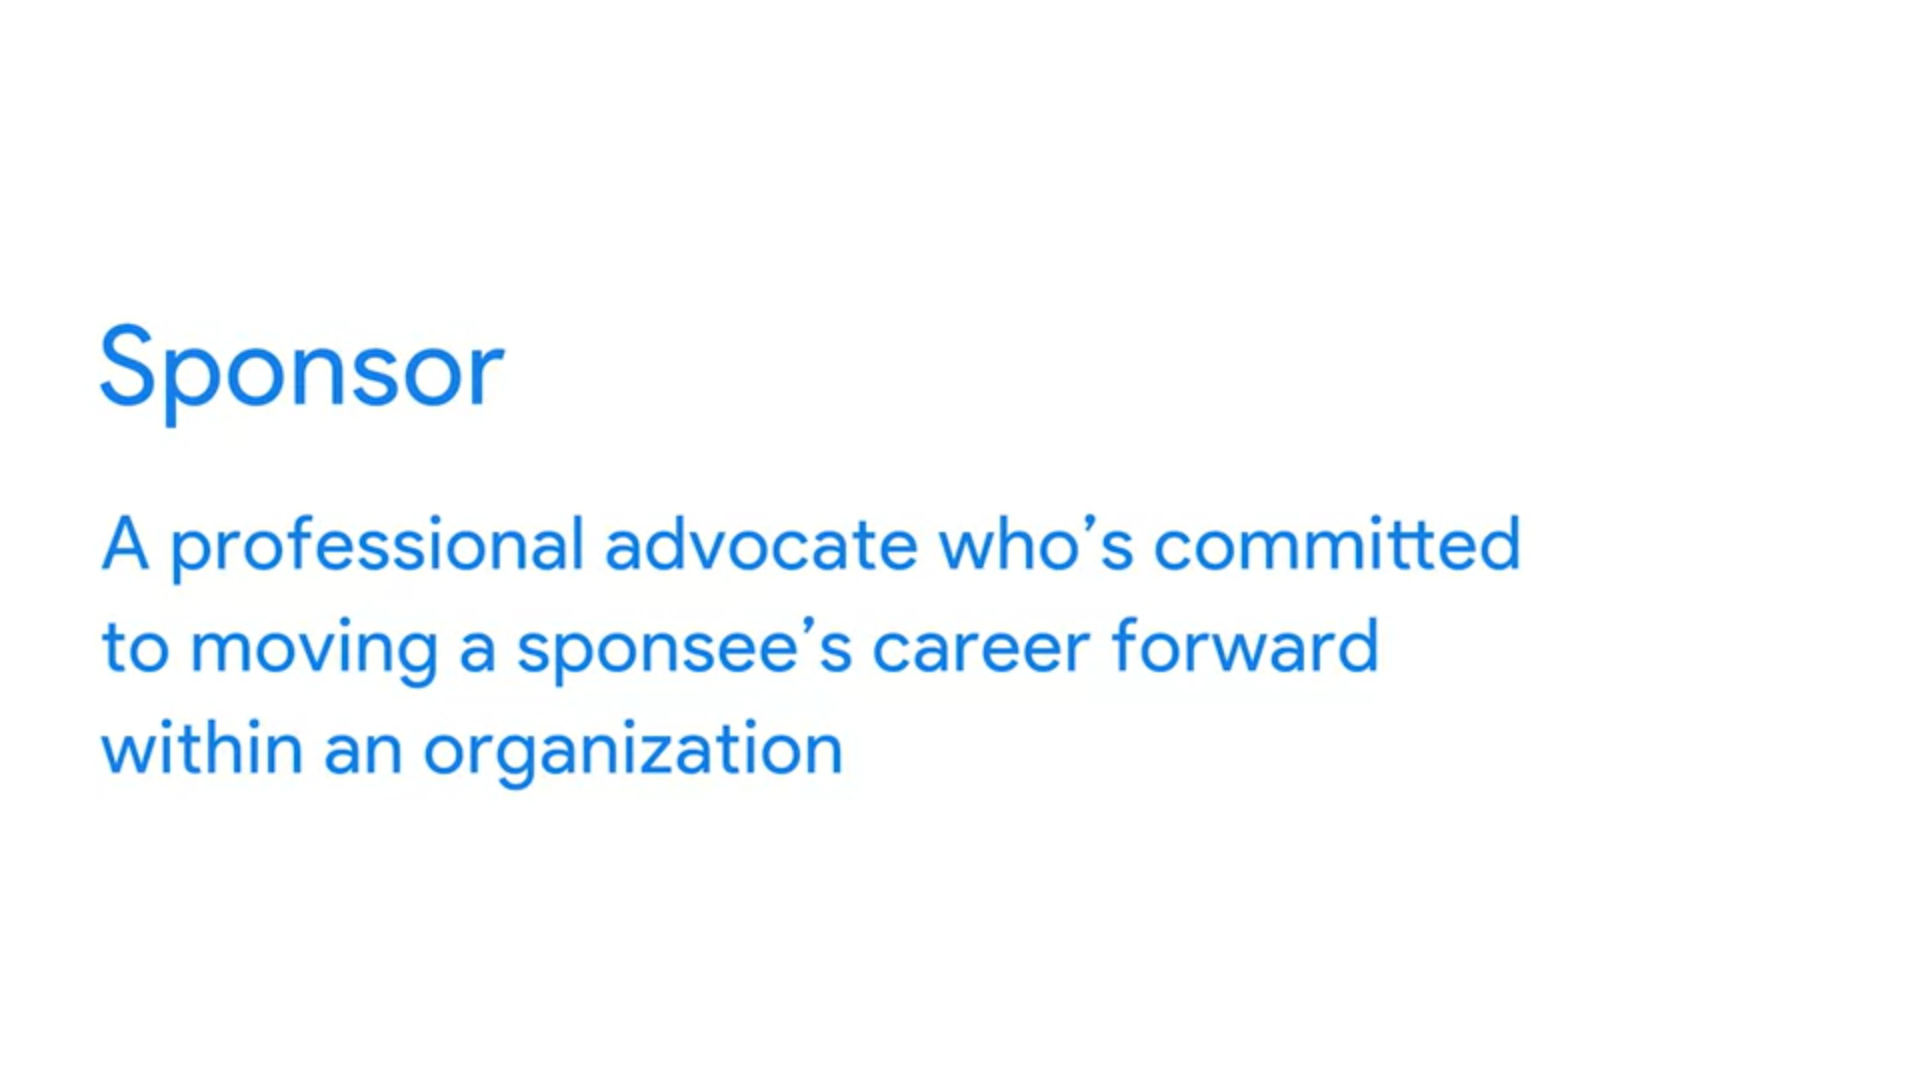 Sponsor
A professional advocate who’s committed
to moving a sponsee’s career forward
within an organization